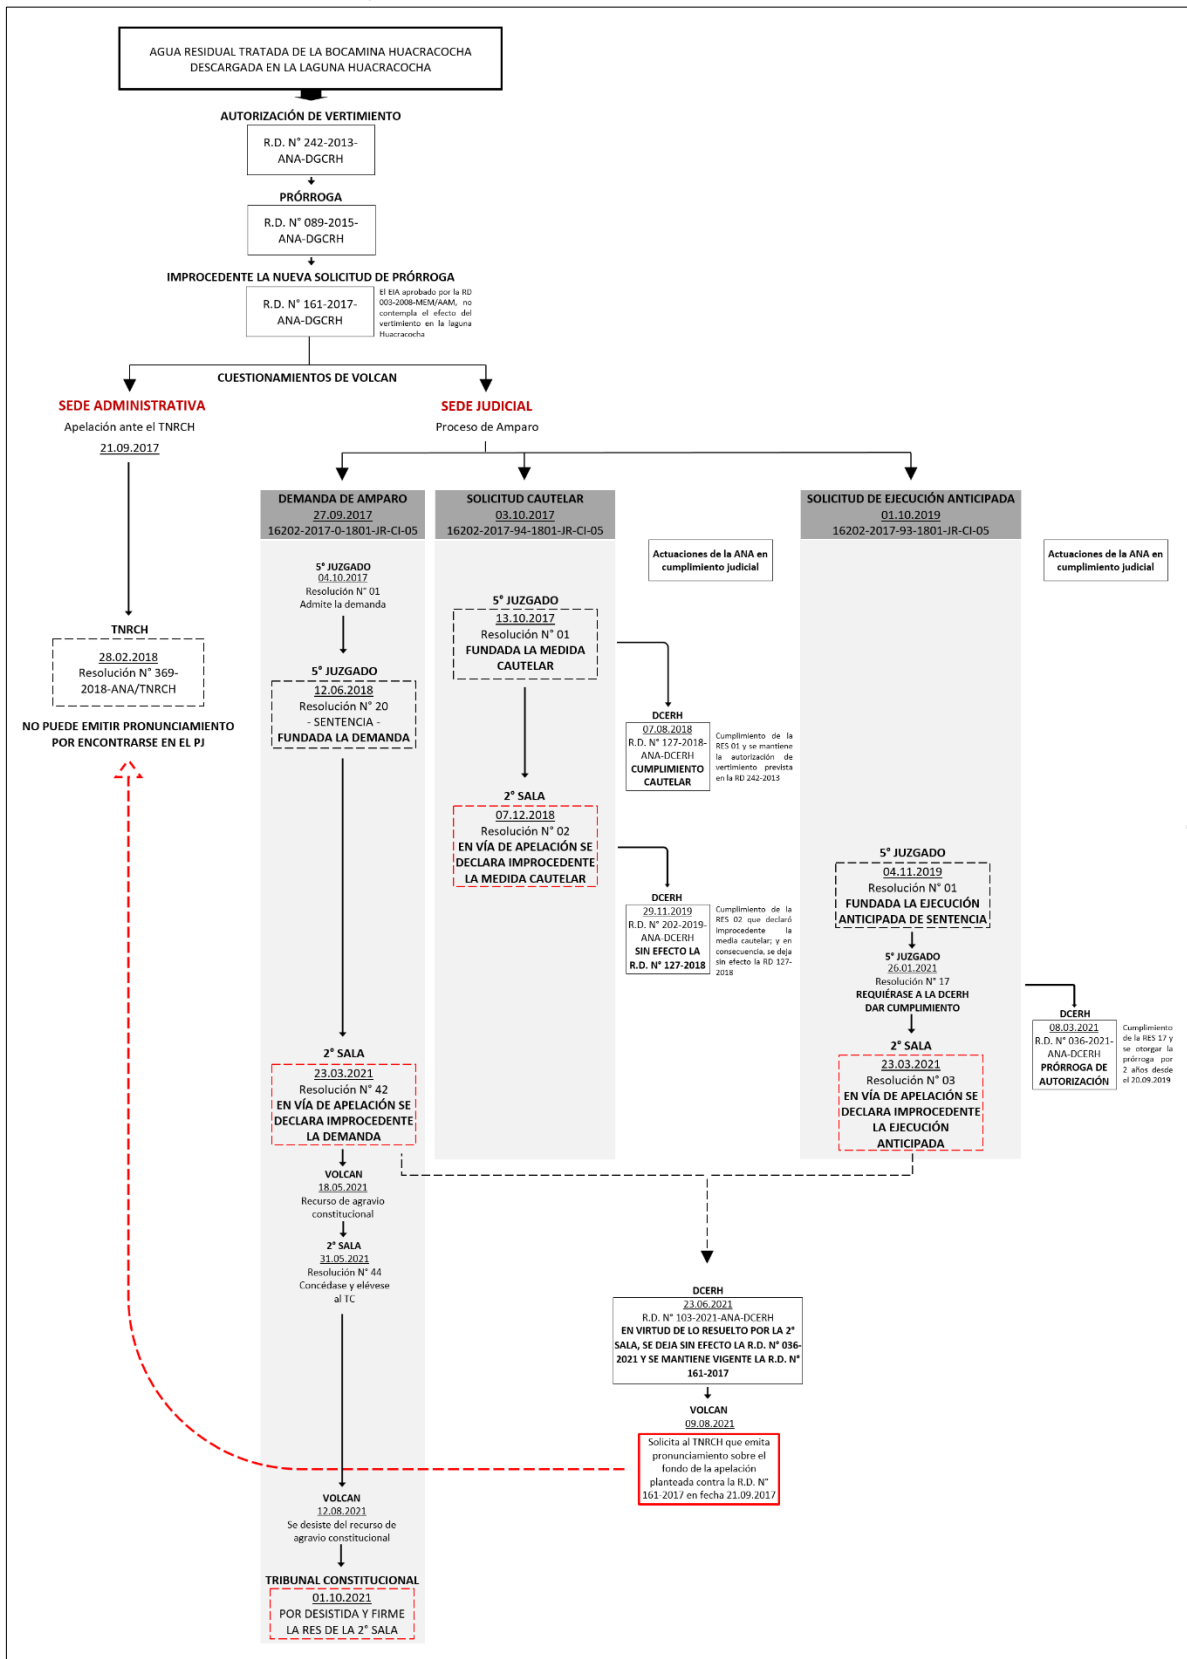 AGUA RESIDUAL TRATADA DE LA BOCAMINA HUACRACOCHA
DESCARGADA EN LA LAGUNA HUACRACOCHA
AUTORIZACIÓN DE VERTIMIENTO
R.D. N° 242-2013-
ANA-DGCRH
PRÓRROGA
R.D. N° 089-2015-
ANA-DGCRH
IMPROCEDENTE LA NUEVA SOLICITUD DE PRÓRROGA
R.D. N° 161-2017-
ANA-DGCRH
El EIA aprobado por la RD
003-2008-MEM/AAM, no
contempla el efecto del
vertimiento en la laguna
Huacracocha
CUESTIONAMIENTOS DE VOLCAN
SEDE ADMINISTRATIVA
Apelación ante el TNRCH
21.09.2017
TNRCH
28.02.2018
Resolución N° 369-
2018-ANA/TNRCH
NO PUEDE EMITIR PRONUNCIAMIENTO
POR ENCONTRARSE EN EL PJ
SEDE JUDICIAL
Proceso de Amparo
DEMANDA DE AMPARO
27.09.2017
16202-2017-0-1801-JR-CI-05
5° JUZGADO
04.10.2017
Resolución N° 01
Admite la demanda
5° JUZGADO
12.06.2018
Resolución N° 20
- SENTENCIA -
FUNDADA LA DEMANDA
2° SALA
23.03.2021
Resolución N° 42
EN VÍA DE APELACIÓN SE
DECLARA IMPROCEDENTE
LA DEMANDA
VOLCAN
18.05.2021
Recurso de agravio
constitucional
2° SALA
31.05.2021
Resolución N° 44
Concédase y elévese
al TC
VOLCAN
12.08.2021
Se desiste del recurso de
agravio constitucional
TRIBUNAL CONSTITUCIONAL
01.10.2021
POR DESISTIDA Y FIRME
LA RES DE LA 2° SALA
SOLICITUD CAUTELAR
03.10.2017
16202-2017-94-1801-JR-CI-05
5° JUZGADO
13.10.2017
Resolución N° 01
FUNDADA LA MEDIDA
CAUTELAR
2° SALA
07.12.2018
Resolución N° 02
EN VÍA DE APELACIÓN SE
DECLARA IMPROCEDENTE
LA MEDIDA CAUTELAR
Actuaciones de la ANA en
cumplimiento judicial
DCERH
07.08.2018
R.D. N° 127-2018-
ANA-DCERH
CUMPLIMIENTO
CAUTELAR
Cumplimiento de la
RES 01 y se mantiene
la autorización de
vertimiento prevista
en la RD 242-2013
DCERH
29.11.2019
R.D. N° 202-2019-
ANA-DCERH
SIN EFECTO LA
R.D. N° 127-2018
Cumplimiento de la
RES 02 que declaró
improcedente la
media cautelar; y en
consecuencia, se deja
sin efecto la RD 127-
2018
SOLICITUD DE EJECUCIÓN ANTICIPADA
01.10.2019
16202-2017-93-1801-JR-CI-05
5° JUZGADO
04.11.2019
Resolución N° 01
FUNDADA LA EJECUCIÓN
ANTICIPADA DE SENTENCIA
5° JUZGADO
26.01.2021
Resolución N° 17
REQUIÉRASE A LA DCERH
DAR CUMPLIMIENTO
2° SALA
23.03.2021
Resolución N° 03
EN VÍA DE APELACIÓN SE
DECLARA IMPROCEDENTE
LA EJECUCIÓN
ANTICIPADA
Actuaciones de la ANA en
cumplimiento judicial
DCERH
08.03.2021
R.D. N° 036-2021-
ANA-DCERH
PRÓRROGA DE
AUTORIZACIÓN
Cumplimiento
de la RES 17 y
se otorgar la
prórroga por
2 años desde
el 20.09.2019
DCERH
23.06.2021
R.D. N° 103-2021-ANA-DCERH
EN VIRTUD DE LO RESUELTO POR LA 2°
SALA, SE DEJA SIN EFECTO LA R.D. N° 036-
2021 Y SE MANTIENE VIGENTE LA R.D. N°
161-2017
VOLCAN
09.08.2021
Solicita al TNRCH que emita
pronunciamiento sobre el
fondo de la apelación
planteada contra la R.D. N°
161-2017 en fecha 21.09.2017